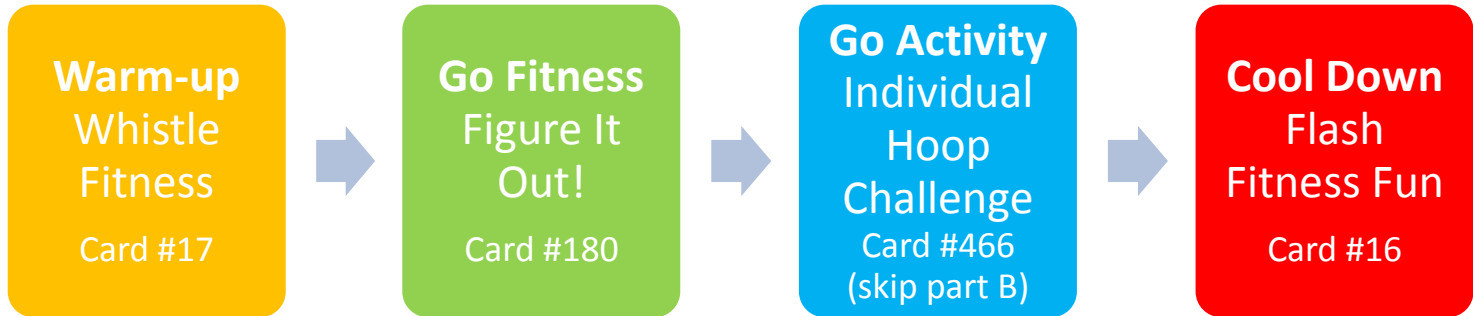 Warm-up
Whistle
Fitness
Card #17
Go Fitness
Figure It
Out!
Card #180
Go Activity
Individual
Hoop
Challenge
Card #466
(skip part B)
Cool Down
Flash
Fitness Fun
Card #16